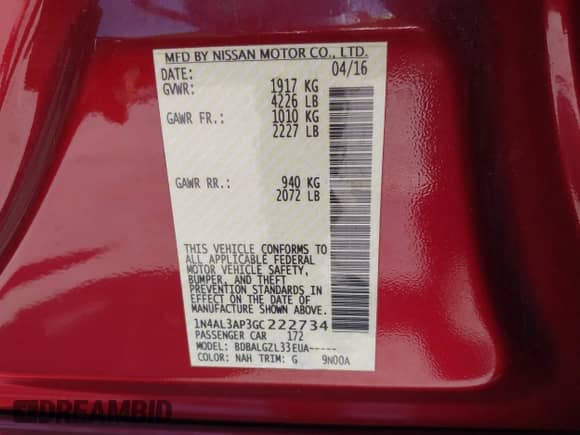 MFD BY NISSAN MOTOR CO., LTD.
DATE: 04/16
GVWR: 1917 KG
4226 LB
GAWR FR.: 1010 KG
2227 LB
GAWR RR.: 940 KG
2072 LB
THIS VEHICLE CONFORMS TO
ALL APPLICABLE FEDERAL
MOTOR VEHICLE SAFETY,
BUMPER, AND THEFT
PREVENTION STANDARDS IN
EFFECT ON THE DATE OF
MANUFACTURE SHOWN ABOVE.
1N4AL3AP3GC222734
PASSENGER CAR 172
MODEL: BDBALGZL33EUA-----
COLOR: NAH TRIM: G 9N00A
DREAMBID